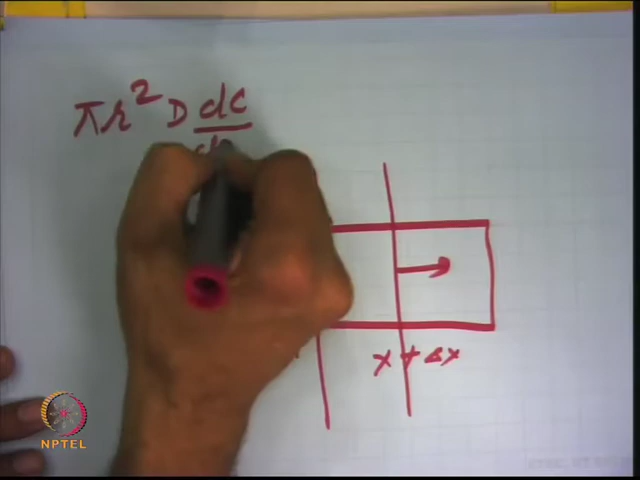 πr² D dc
d
x + Δx
NPTEL